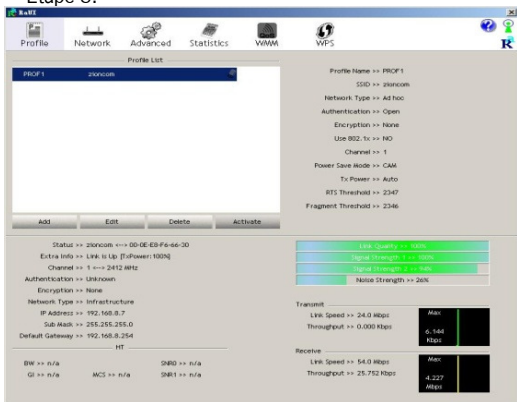 Étape 8:
RaUI
Profile Network Advanced Statistics WMM WPS
Profile List
PROF1 zioncom
Add Edit Delete Activate
Profile Name >> PROF1
SSID >> zioncom
Network Type >> Ad hoc
Authentication >> Open
Encryption >> None
Use 802.1x >> NO
Channel >> 1
Power Save Mode >> CAM
Tx Power >> Auto
RTS Threshold >> 2347
Fragment Threshold >> 2346
Status >> zioncom <--> 00-0E-E8-F6-66-30
Extra Info >> Link is Up [TxPower:100%]
Channel >> 1 <--> 2412 MHz
Authentication >> Unknown
Encryption >> None
Network Type >> Infrastructure
IP Address >> 192.168.8.7
Sub Mask >> 255.255.255.0
Default Gateway >> 192.168.8.254
HT
BW >> n/a SNR0 >> n/a
GI >> n/a MCS >> n/a SNR1 >> n/a
Link Quality >> 100%
Signal Strength 1 >> 100%
Signal Strength 2 >> 94%
Noise Strength >> 26%
Transmit
Link Speed >> 24.0 Mbps
Throughput >> 0.000 Kbps
Max
6.144
Kbps
Receive
Link Speed >> 54.0 Mbps
Throughput >> 25.752 Kbps
Max
4.227
Mbps